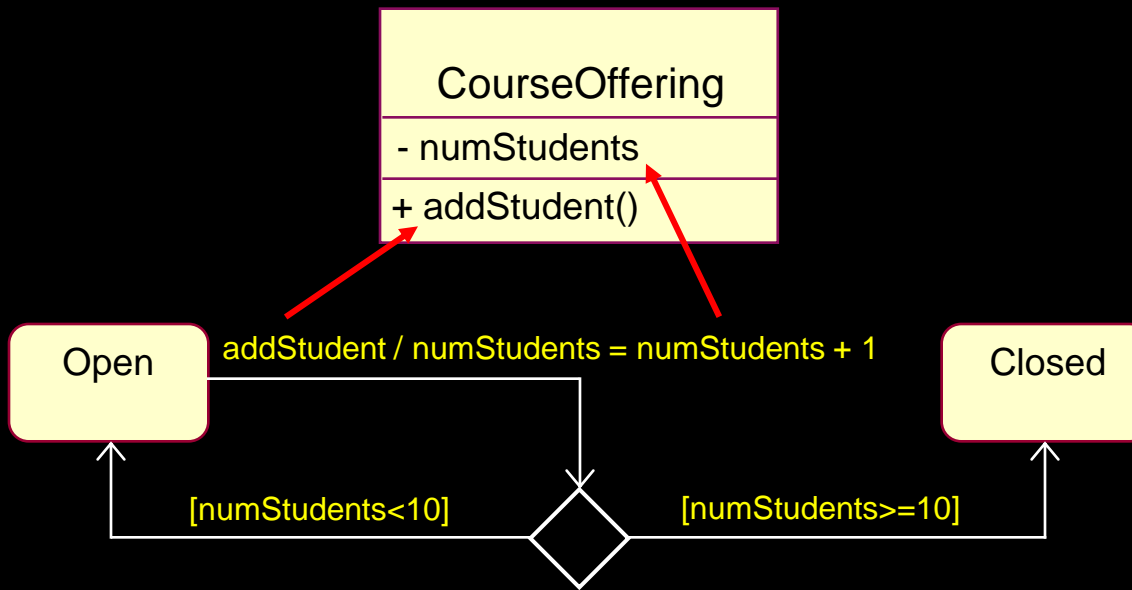 CourseOffering
- numStudents
+ addStudent()
addStudent / numStudents = numStudents + 1
Open
Closed
[numStudents<10]
[numStudents>=10]